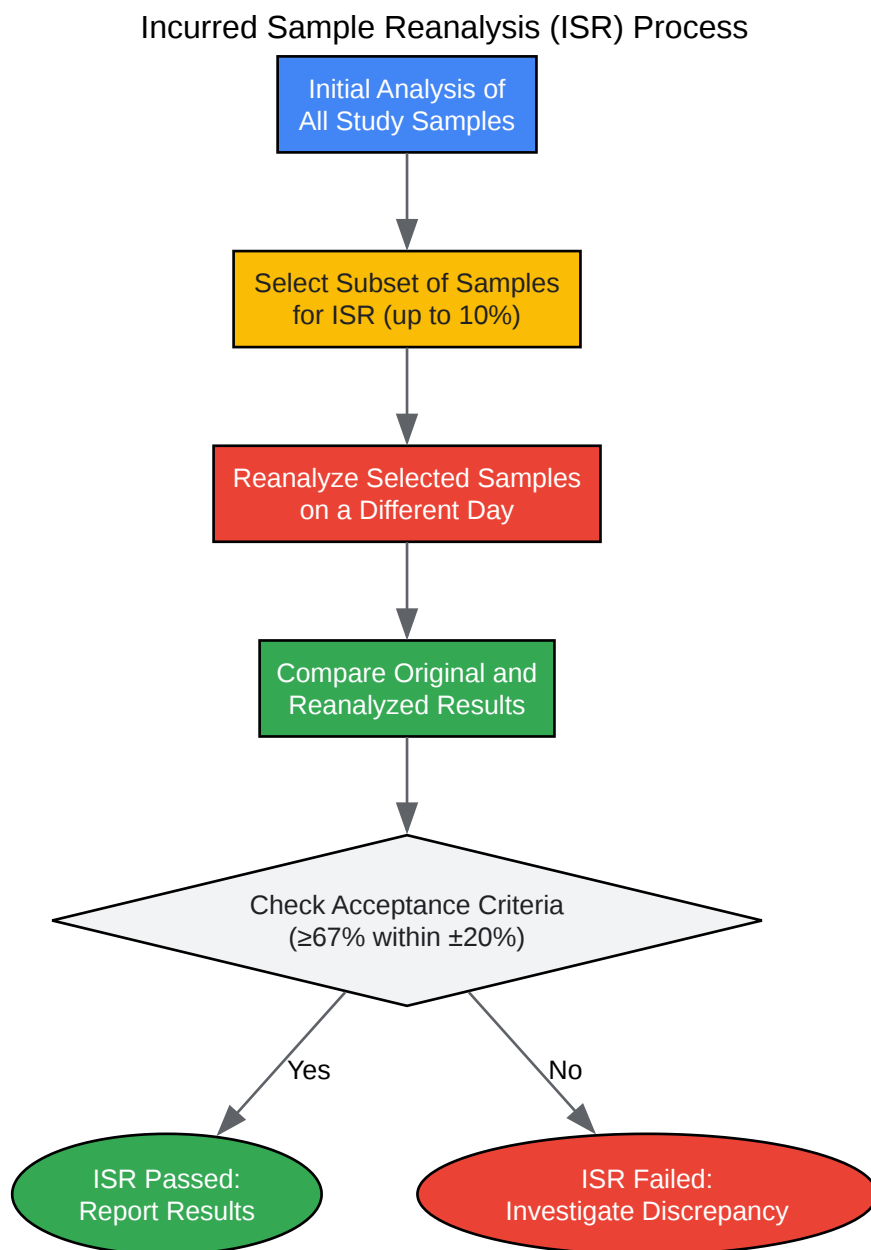 Incurred Sample Reanalysis (ISR) Process
Initial Analysis of
All Study Samples
Select Subset of Samples
for ISR (up to 10%)
Reanalyze Selected Samples
on a Different Day
Compare Original and
Reanalyzed Results
Check Acceptance Criteria
(≥67% within ±20%)
Yes
No
ISR Passed:
Report Results
ISR Failed:
Investigate Discrepancy